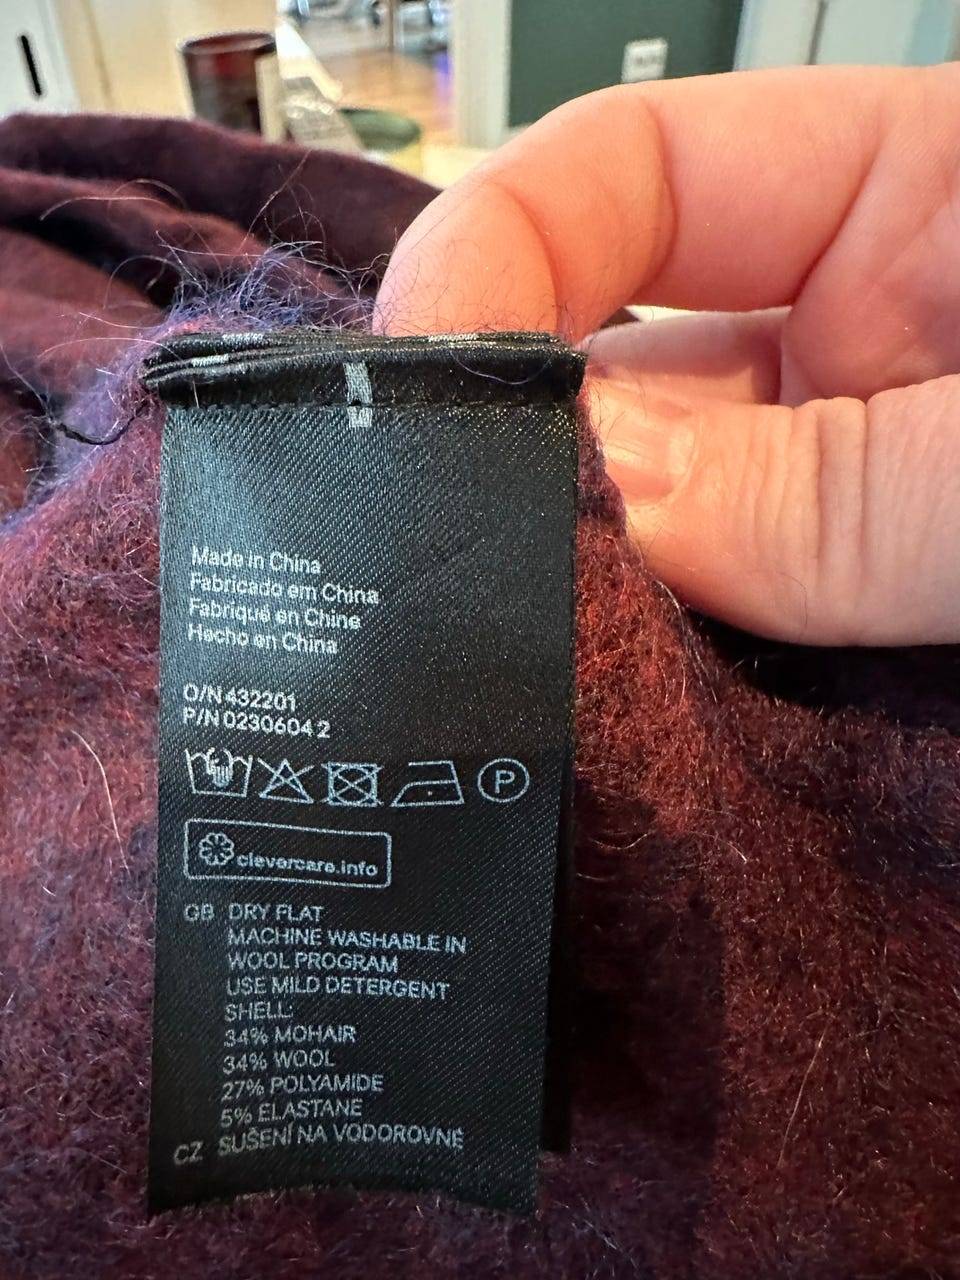 Made in China
Fabricado em China
Fabriqué en Chine
Hecho en China
O/N 432201
P/N 0230604 2
P
clevercare.info
GB DRY FLAT
MACHINE WASHABLE IN
WOOL PROGRAM
USE MILD DETERGENT
SHELL:
34% MOHAIR
34% WOOL
27% POLYAMIDE
5% ELASTANE
CZ SUŠENÍ NA VODOROVNÉ